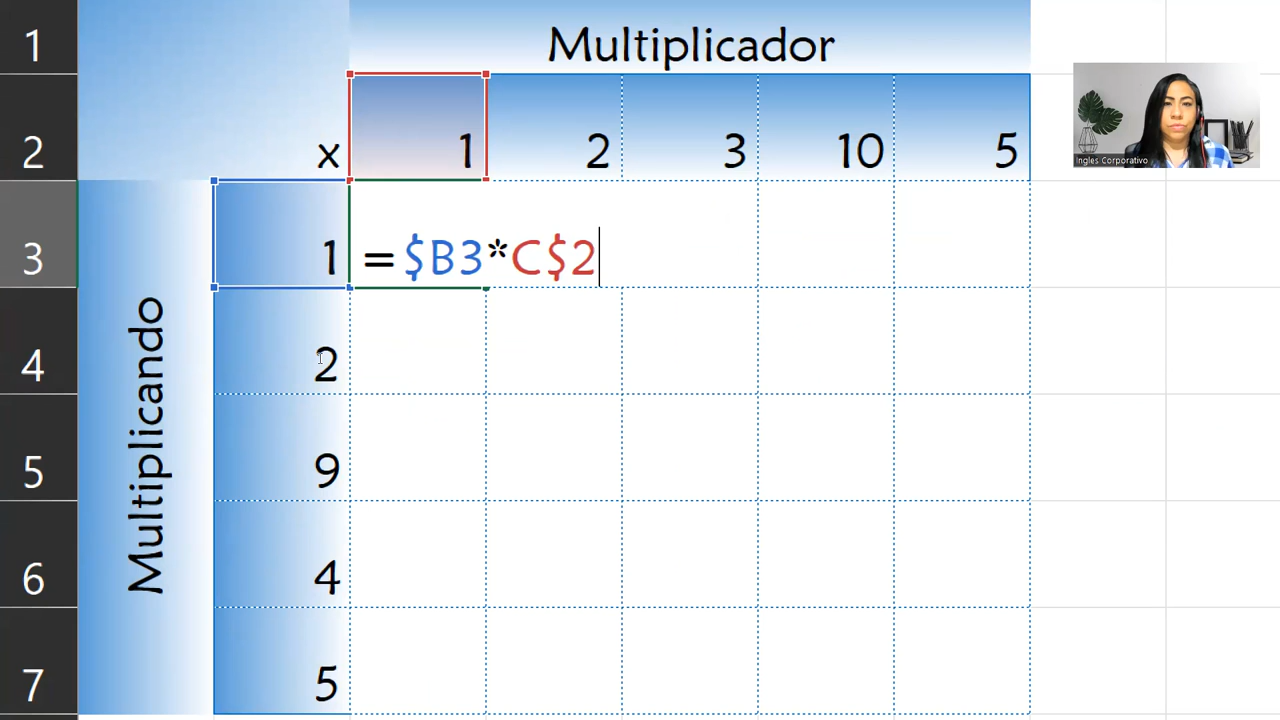 1 Multiplicador
2 x 1 2 3 10 5
3 1 =$B3*C$2
4 2
5 9
6 4
7 5
Multiplicando
Ingles Corporativo